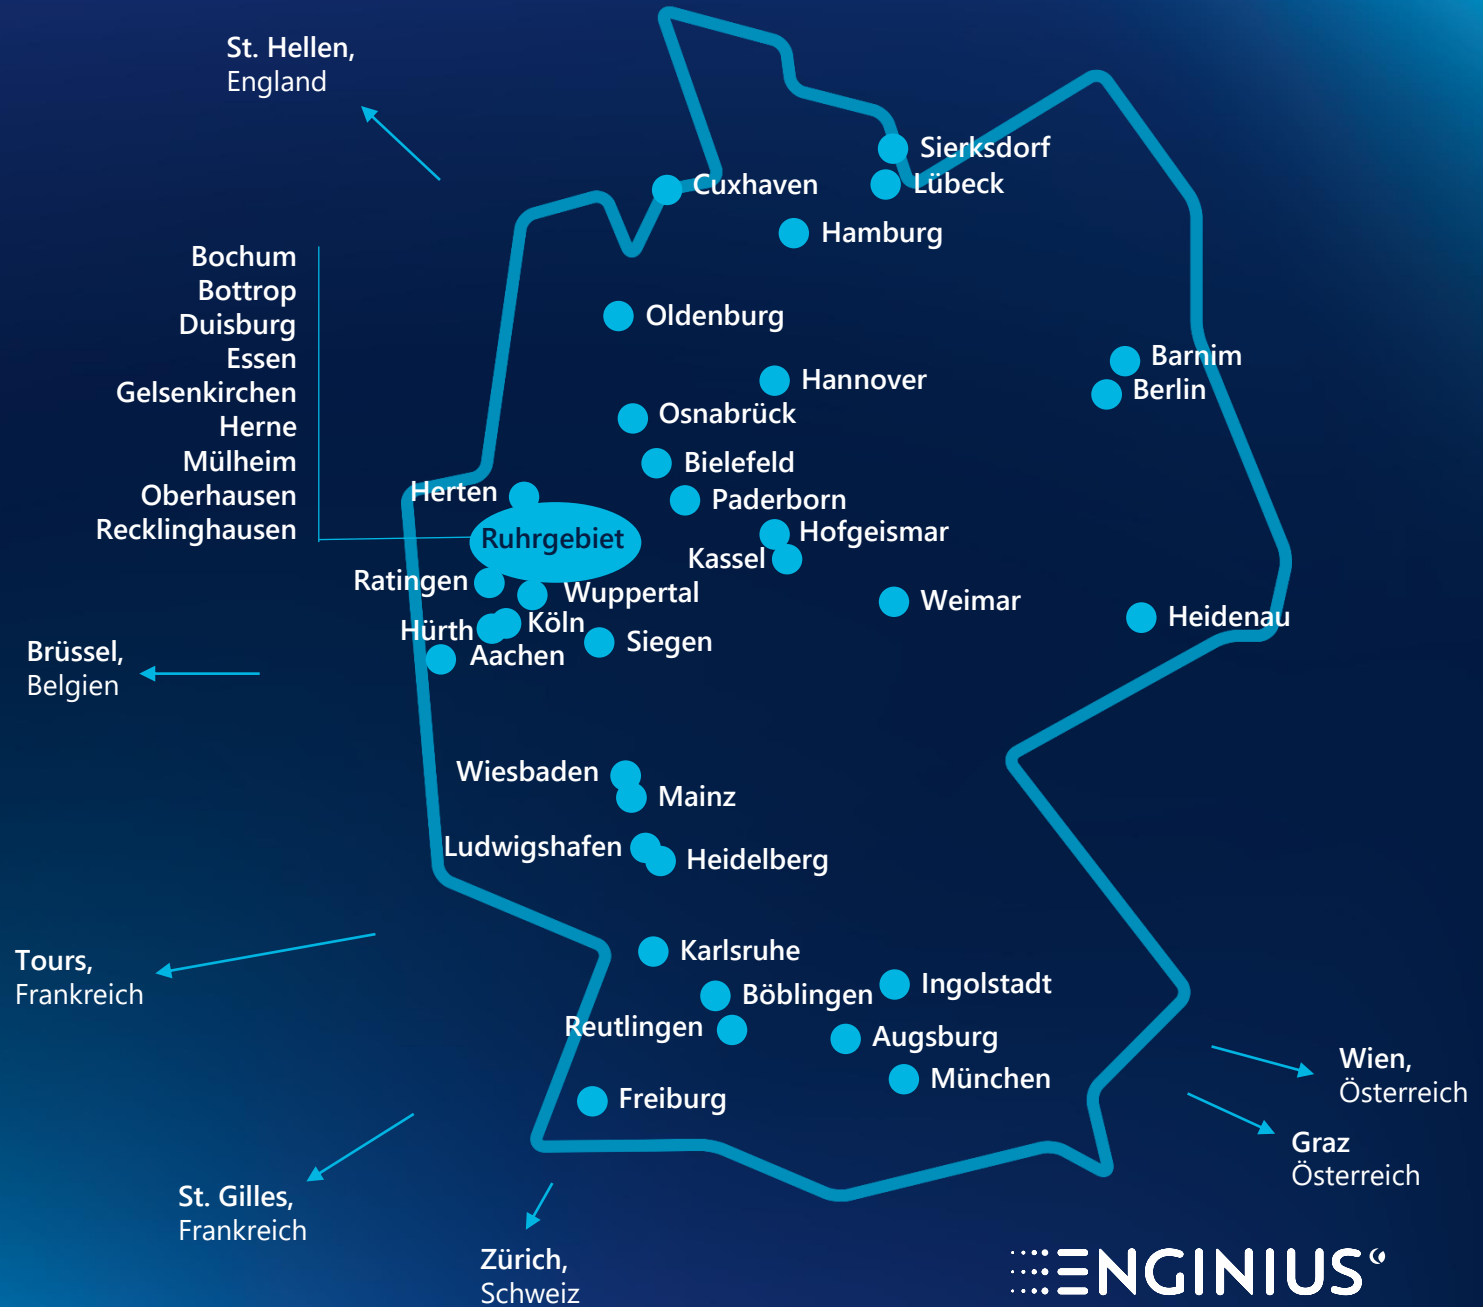 St. Hellen,
England
Sierksdorf
Cuxhaven
Lübeck
Hamburg
Bochum
Bottrop
Duisburg
Essen
Gelsenkirchen
Herne
Mülheim
Oberhausen
Recklinghausen
Oldenburg
Barnim
Hannover
Berlin
Osnabrück
Bielefeld
Herten
Paderborn
Ruhrgebiet
Hofgeismar
Kassel
Ratingen
Wuppertal
Weimar
Heidenau
Hürth
Köln
Siegen
Aachen
Brüssel,
Belgien
Wiesbaden
Mainz
Ludwigshafen
Heidelberg
Karlsruhe
Tours,
Frankreich
Böblingen
Ingolstadt
Reutlingen
Augsburg
München
Freiburg
Wien,
Österreich
Graz
Österreich
St. Gilles,
Frankreich
Zürich,
Schweiz
ENGINIUS